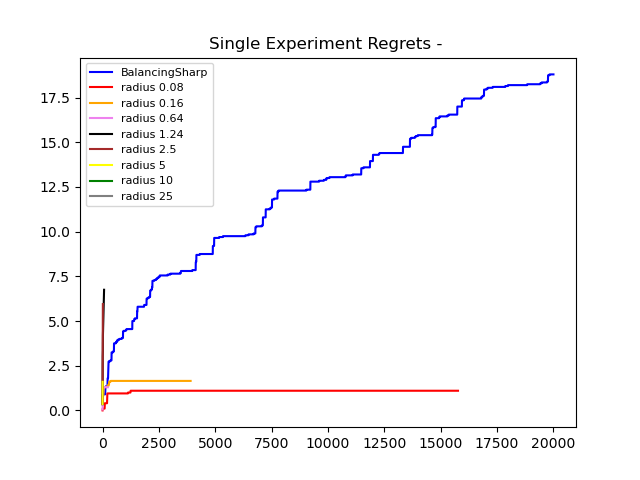 Single Experiment Regrets -
BalancingSharp
radius 0.08
radius 0.16
radius 0.64
radius 1.24
radius 2.5
radius 5
radius 10
radius 25
17.5
15.0
12.5
10.0
7.5
5.0
2.5
0.0
0 2500 5000 7500 10000 12500 15000 17500 20000